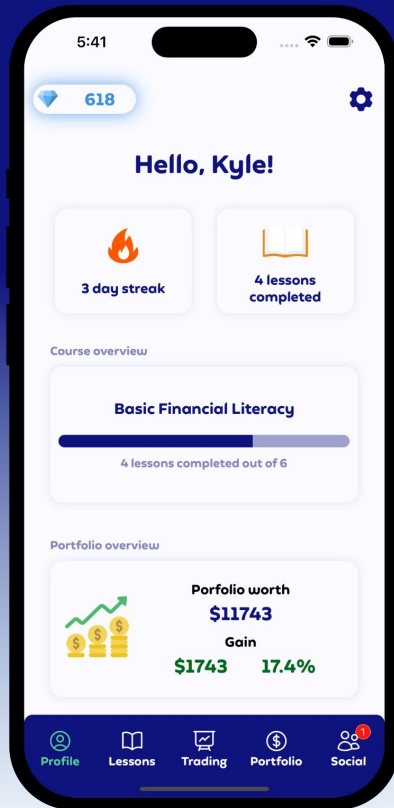 5:41
618
Hello, Kyle!
3 day streak
4 lessons
completed
Course overview
Basic Financial Literacy
4 lessons completed out of 6
Portfolio overview
Porfolio worth
$11743
Gain
$1743 17.4%
1
Profile Lessons Trading Portfolio Social